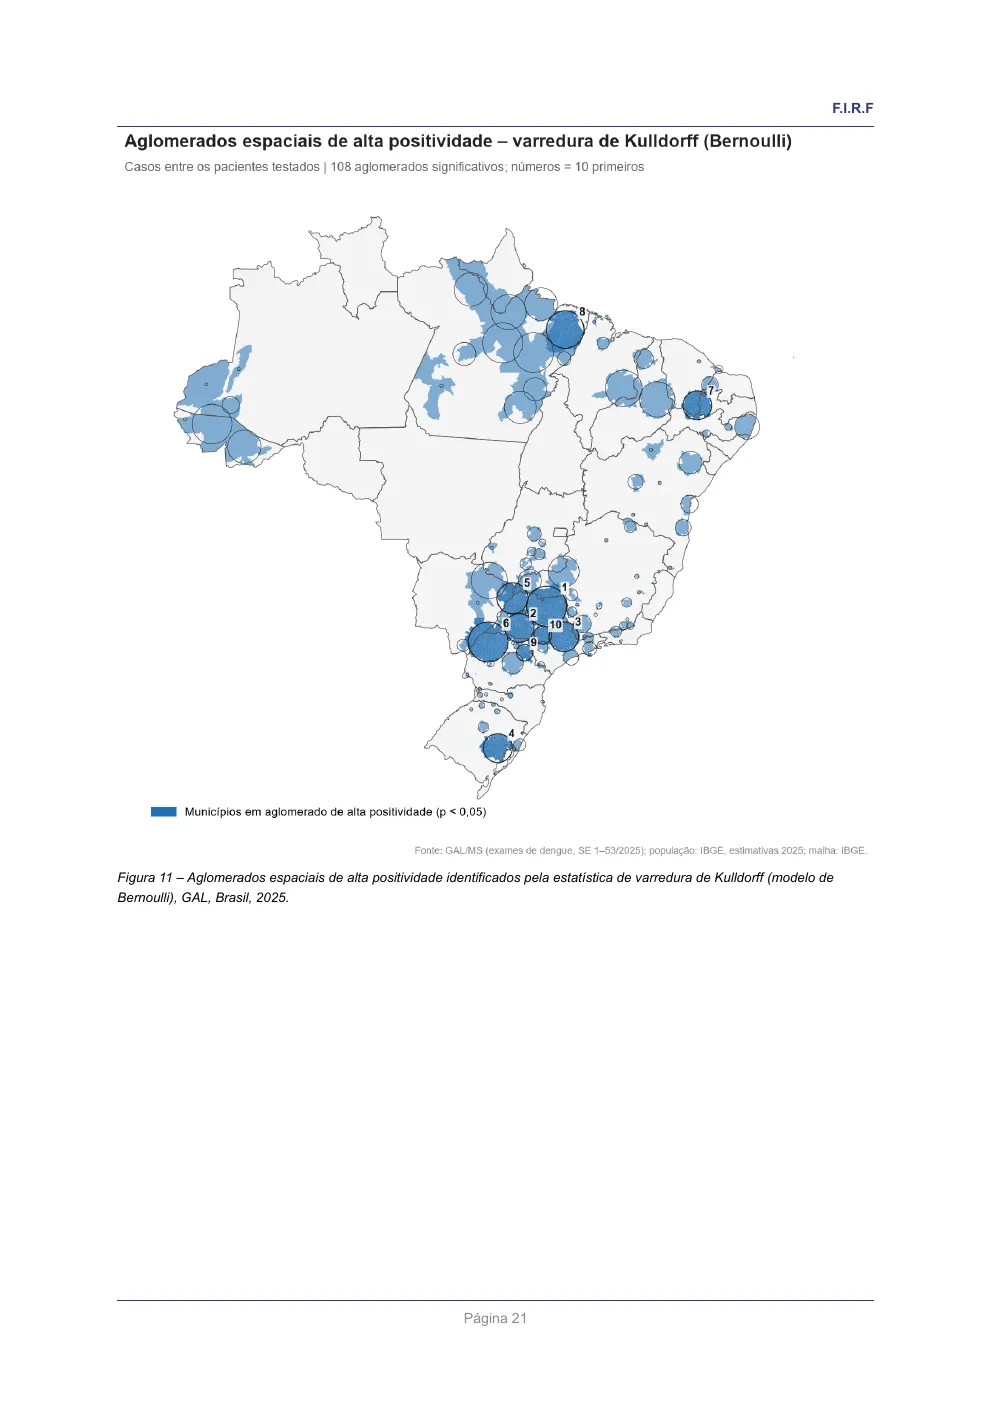 F.I.R.F
Aglomerados espaciais de alta positividade – varredura de Kulldorff (Bernoulli)
Casos entre os pacientes testados | 108 aglomerados significativos; números = 10 primeiros
8
7
5
1
2
6
10
3
9
4
Municípios em aglomerado de alta positividade (p < 0,05)
Fonte: GAL/MS (exames de dengue, SE 1–53/2025); população: IBGE, estimativas 2025; malha: IBGE.
Figura 11 – Aglomerados espaciais de alta positividade identificados pela estatística de varredura de Kulldorff (modelo de
Bernoulli), GAL, Brasil, 2025.
Página 21